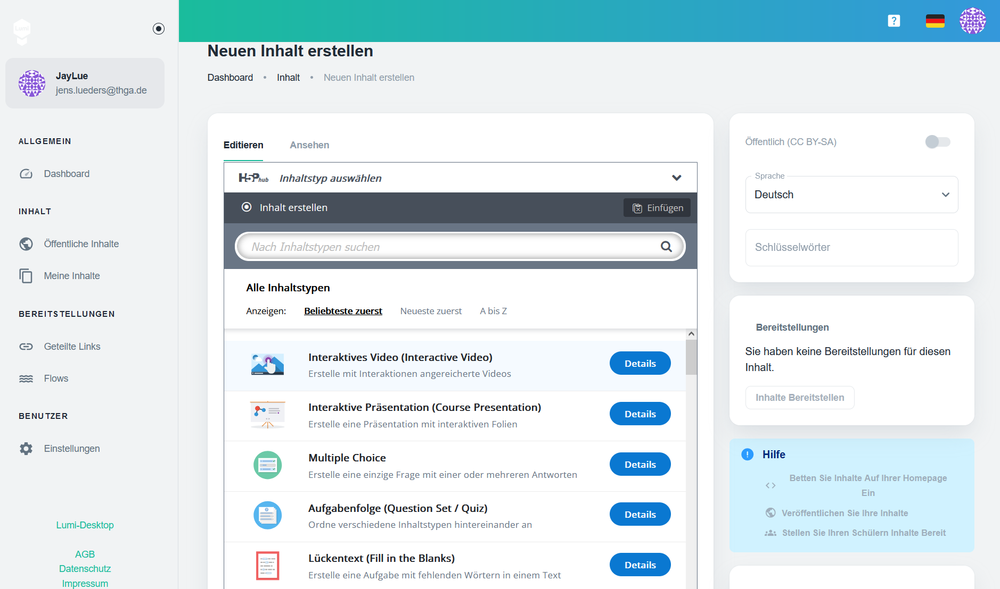 Lumi
JayLue
jens.lueders@thga.de
ALLGEMEIN
Dashboard
INHALT
Öffentliche Inhalte
Meine Inhalte
BEREITSTELLUNGEN
Geteilte Links
Flows
BENUTZER
Einstellungen
Lumi-Desktop
AGB
Datenschutz
Impressum
Neuen Inhalt erstellen
Dashboard • Inhalt • Neuen Inhalt erstellen
Editieren Ansehen
H5P hub Inhaltstyp auswählen
Inhalt erstellen Einfügen
Nach Inhaltstypen suchen
Alle Inhaltstypen
Anzeigen: Beliebteste zuerst Neueste zuerst A bis Z
Interaktives Video (Interactive Video)
Erstelle mit Interaktionen angereicherte Videos
Details
Interaktive Präsentation (Course Presentation)
Erstelle eine Präsentation mit interaktiven Folien
Details
Multiple Choice
Erstelle eine einzige Frage mit einer oder mehreren Antworten
Details
Aufgabenfolge (Question Set / Quiz)
Ordne verschiedene Inhaltstypen hintereinander an
Details
Lückentext (Fill in the Blanks)
Erstelle eine Aufgabe mit fehlenden Wörtern in einem Text
Details
Öffentlich (CC BY-SA)
Sprache
Deutsch
Schlüsselwörter
Bereitstellungen
Sie haben keine Bereitstellungen für diesen
Inhalt.
Inhalte Bereitstellen
Hilfe
Betten Sie Inhalte Auf Ihrer Homepage
Ein
Veröffentlichen Sie Ihre Inhalte
Stellen Sie Ihren Schülern Inhalte Bereit